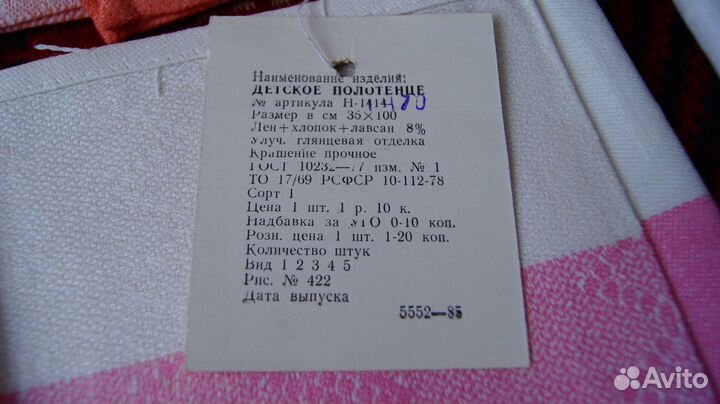 Наименование изделия:
ДЕТСКОЕ ПОЛОТЕНЦЕ
№ артикула Н-1414
Размер в см 35×100
Лен+хлопок+лавсан 8%
Улуч. глянцевая отделка
Крашение прочное
ГОСТ 10232—77 изм. № 1
ТО 17/69 РСФСР 10-112-78
Сорт 1
Цена 1 шт. 1 р. 10 к.
Надбавка за УГО 0-10 коп.
Розн. цена 1 шт. 1-20 коп.
Количество штук
Вид 1 2 3 4 5
Рис. № 422
Дата выпуска
5552—85
Avito